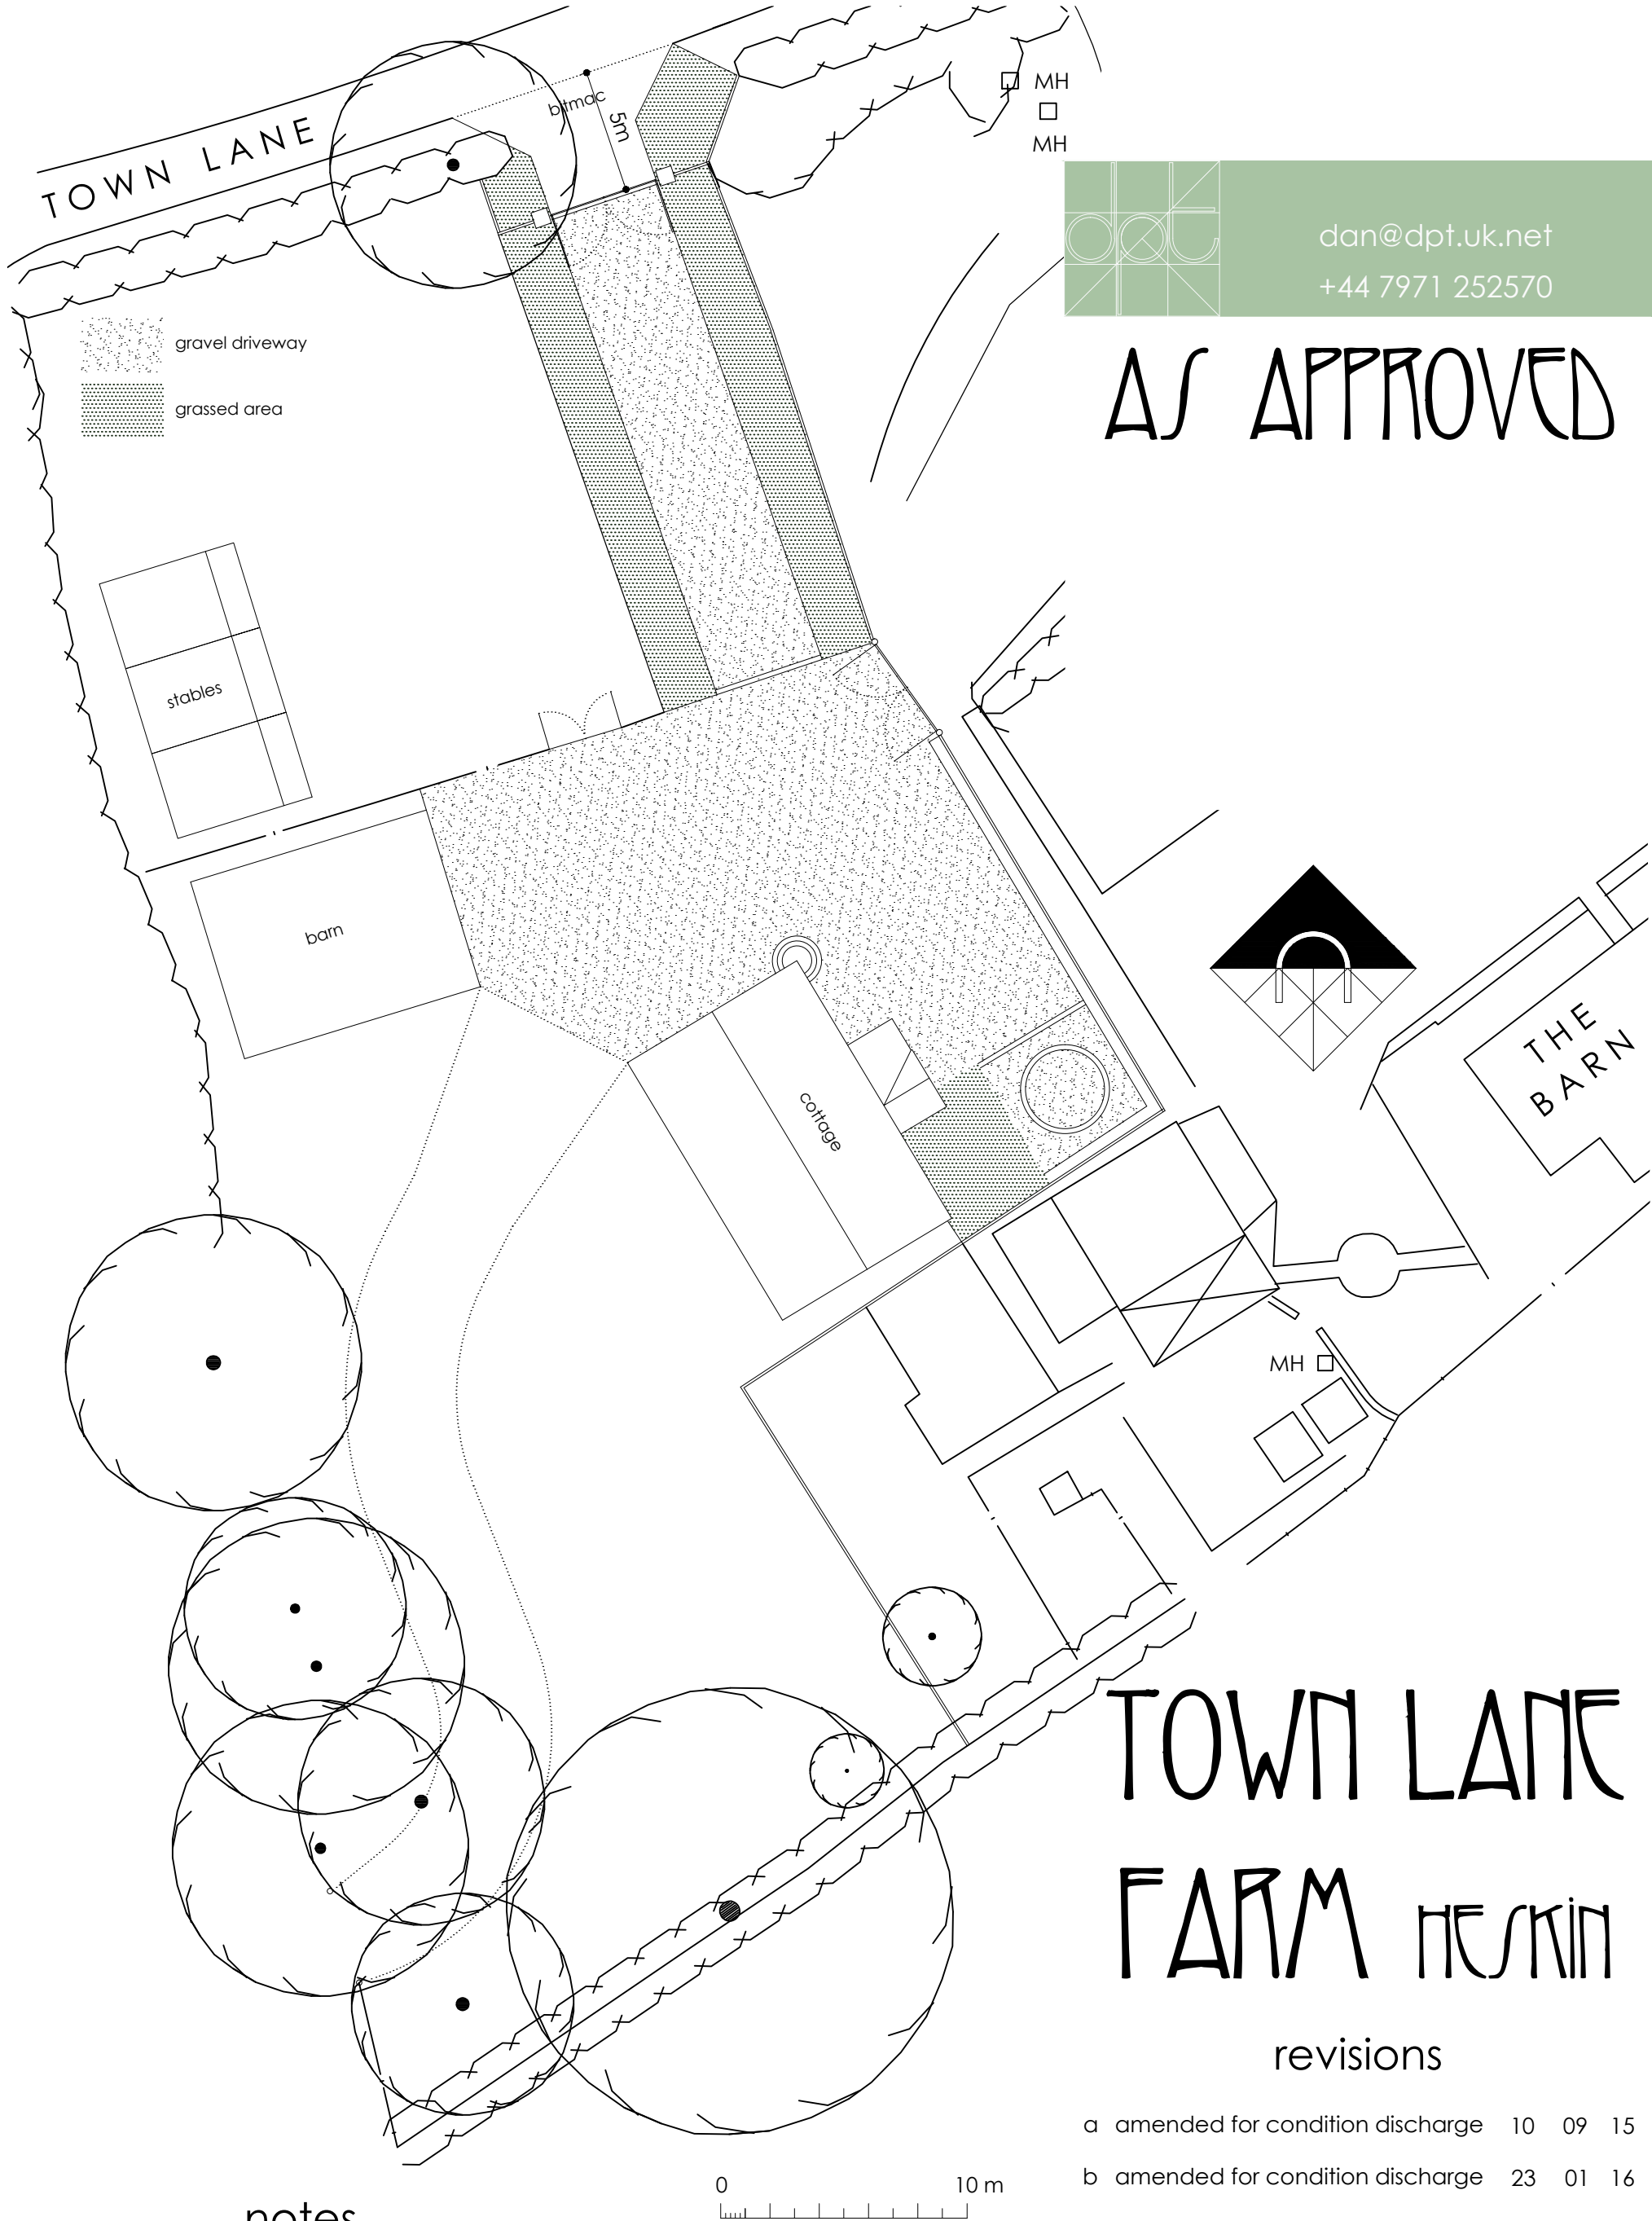 TOWN LANE
bitmac
5m
MH
MH
dpt
dan@dpt.uk.net
+44 7971 252570
AS APPROVED
gravel driveway
grassed area
stables
barn
cottage
THE
BARN
MH
TOWN LANE
FARM HESKIN
revisions
a amended for condition discharge 10 09 15
b amended for condition discharge 23 01 16
0 10 m
notes